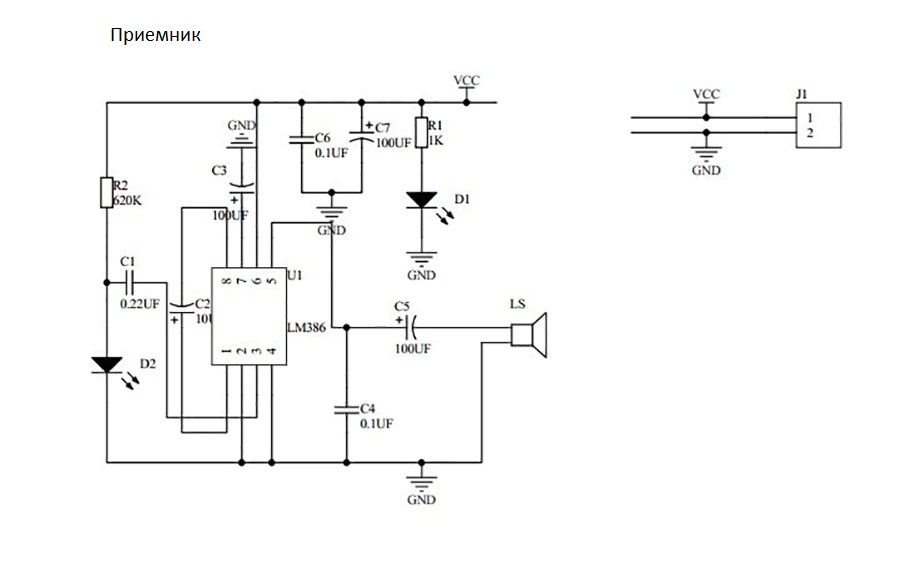 Приемник
VCC
GND
C3
100UF
C6
0.1UF
C7
100UF
R1
1K
D1
GND
GND
R2
620K
C1
0.22UF
C2
8 7 6 5
U1
LM386
1 2 3 4
D2
C5
100UF
LS
C4
0.1UF
GND
VCC
J1
1
2
GND